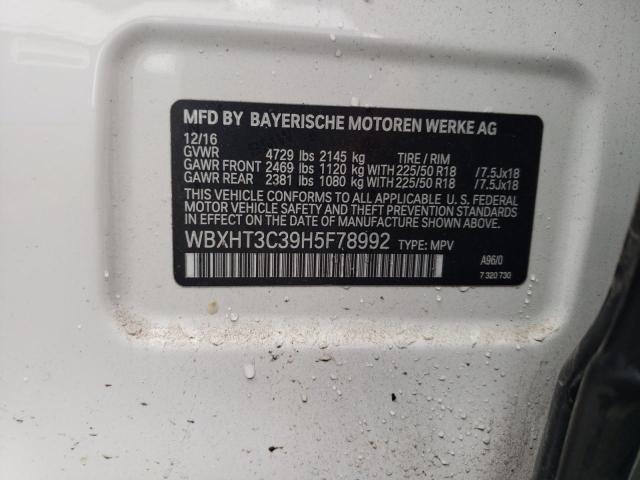 MFD BY BAYERISCHE MOTOREN WERKE AG
12/16
GVWR 4729 lbs 2145 kg TIRE / RIM
GAWR FRONT 2469 lbs 1120 kg WITH 225/50 R18 /7.5Jx18
GAWR REAR 2381 lbs 1080 kg WITH 225/50 R18 /7.5Jx18
THIS VEHICLE CONFORMS TO ALL APPLICABLE U. S. FEDERAL
MOTOR VEHICLE SAFETY AND THEFT PREVENTION STANDARDS
IN EFFECT ON THE DATE OF MANUFACTURE SHOWN ABOVE.
WBXHT3C39H5F78992 TYPE: MPV A96/0
7 320 730